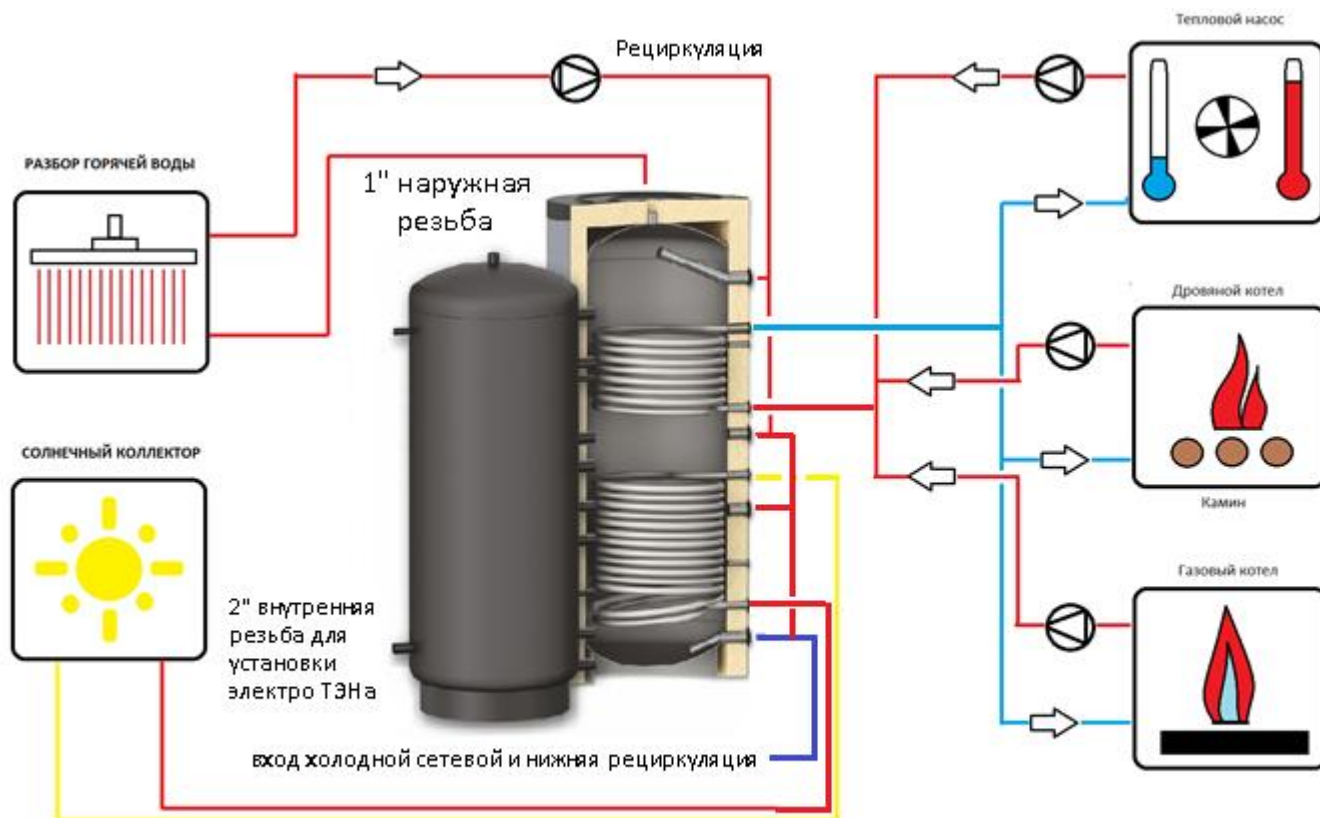 Тепловой насос
Рециркуляция
РАЗБОР ГОРЯЧЕЙ ВОДЫ
1" наружная
резьба
Дровяной котел
Камин
СОЛНЕЧНЫЙ КОЛЛЕКТОР
Газовый котел
2" внутренняя
резьба для
установки
электро ТЭНа
вход холодной сетевой и нижняя рециркуляция